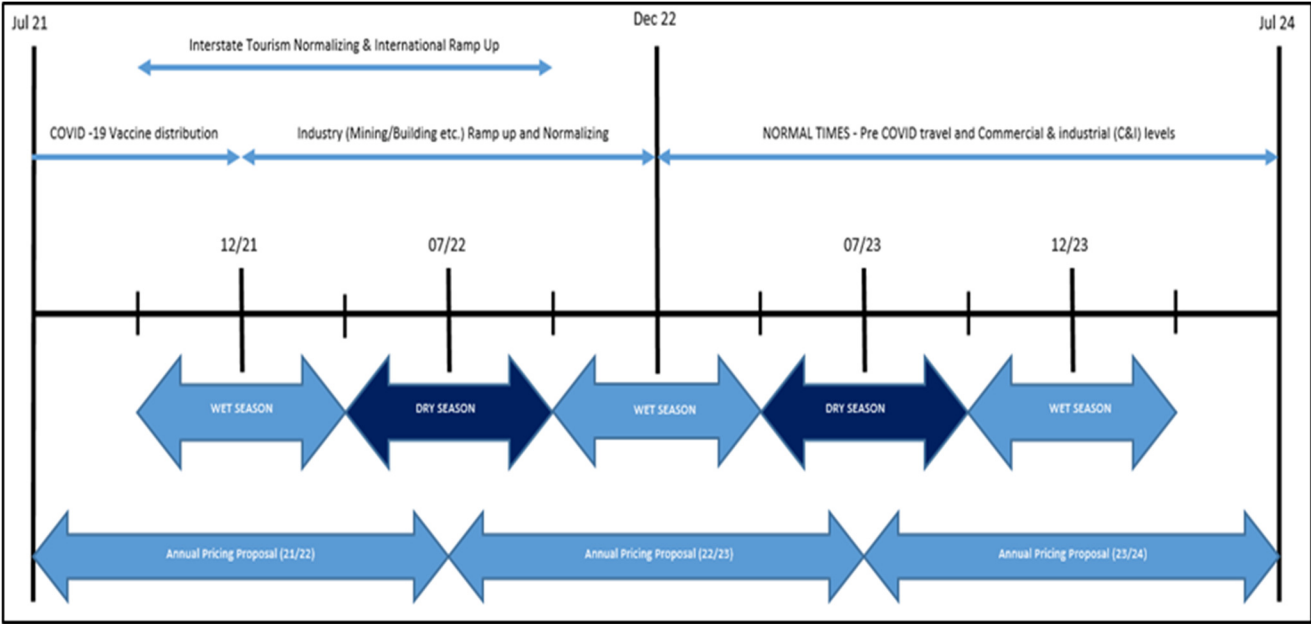 Jul 21
Dec 22
Jul 24
Interstate Tourism Normalizing & International Ramp Up
COVID -19 Vaccine distribution
Industry (Mining/Building etc.) Ramp up and Normalizing
NORMAL TIMES - Pre COVID travel and Commercial & industrial (C&I) levels
12/21
07/22
07/23
12/23
WET SEASON
DRY SEASON
WET SEASON
DRY SEASON
WET SEASON
Annual Pricing Proposal (21/22)
Annual Pricing Proposal (22/23)
Annual Pricing Proposal (23/24)